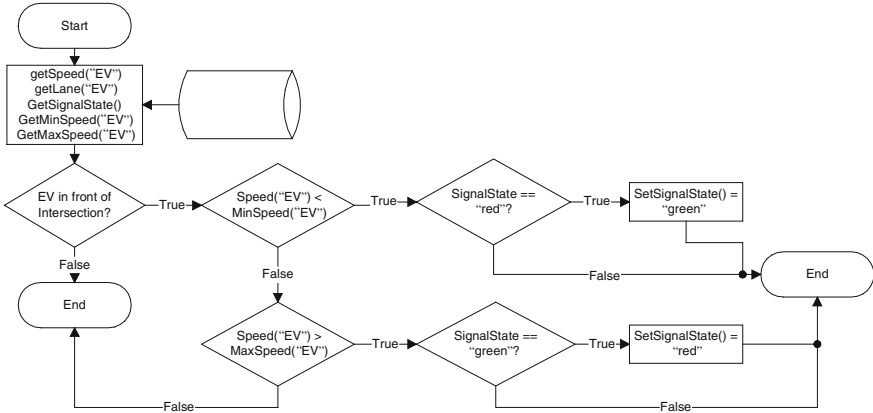 Start
getSpeed(“EV”)
getLane(“EV”)
GetSignalState()
GetMinSpeed(“EV”)
GetMaxSpeed(“EV”)
EV in front of
Intersection?
True
Speed(“EV”) <
MinSpeed(“EV”)
True
SignalState ==
“red”?
True
SetSignalState() =
“green”
False
End
False
False
End
Speed(“EV”) >
MaxSpeed(“EV”)
True
SignalState ==
“green”?
True
SetSignalState() =
“red”
False
False